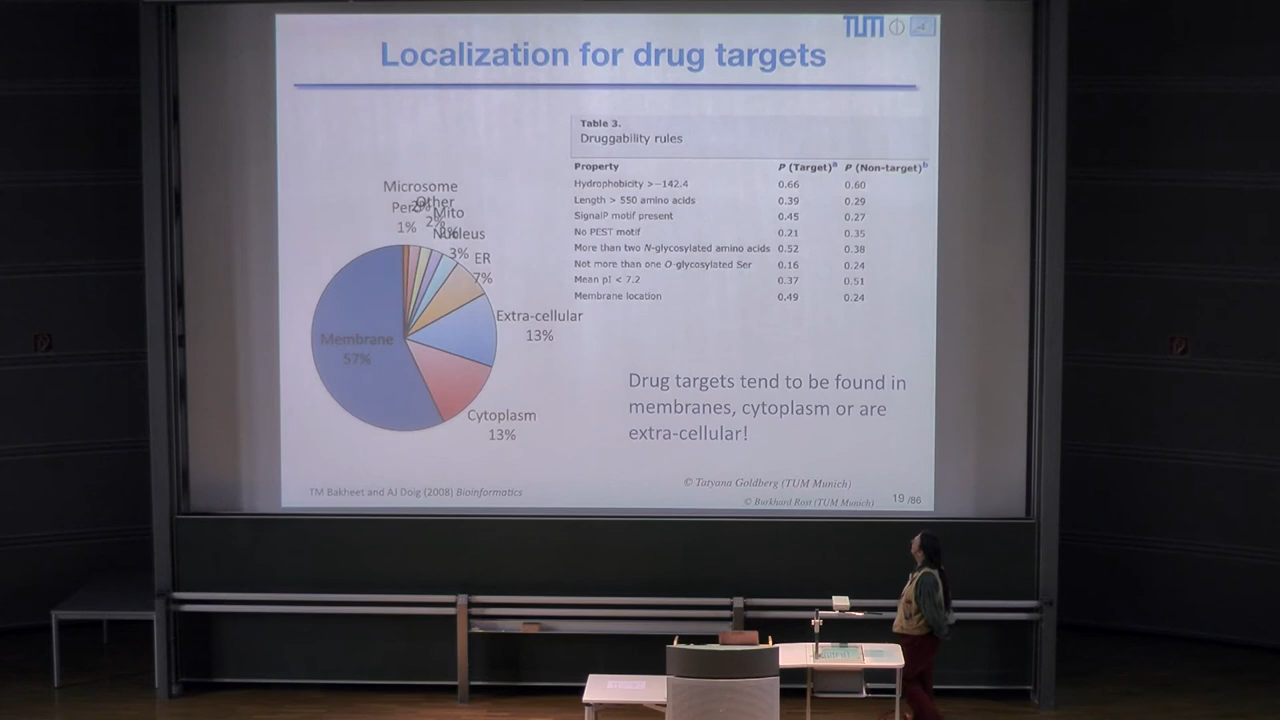 TUM
Localization for drug targets
Table 3.
Druggability rules
Property P (Target)a P (Non-target)b
Hydrophobicity >−142.4 0.66 0.60
Length > 550 amino acids 0.39 0.29
SignalP motif present 0.45 0.27
No PEST motif 0.21 0.35
More than two N-glycosylated amino acids 0.52 0.38
Not more than one O-glycosylated Ser 0.16 0.24
Mean pI < 7.2 0.37 0.51
Membrane location 0.49 0.24
Microsome
Other
2%
Mito
1%
Nucleus
3%
ER
7%
Extra-cellular
13%
Membrane
57%
Cytoplasm
13%
Drug targets tend to be found in
membranes, cytoplasm or are
extra-cellular!
TM Bakheet and AJ Doig (2008) Bioinformatics
© Tatyana Goldberg (TUM Munich)
© Burkhard Rost (TUM Munich)
19 /86